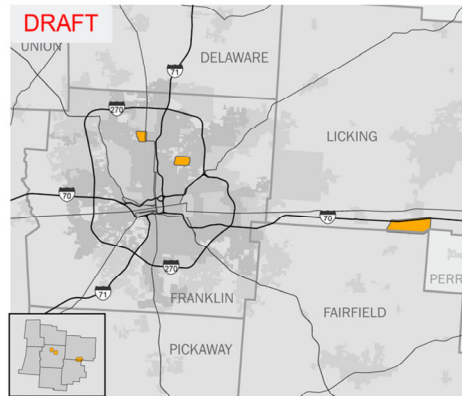 DRAFT
UNION
DELAWARE
71
270
LICKING
70
70
PERR
270
71
FRANKLIN
FAIRFIELD
PICKAWAY